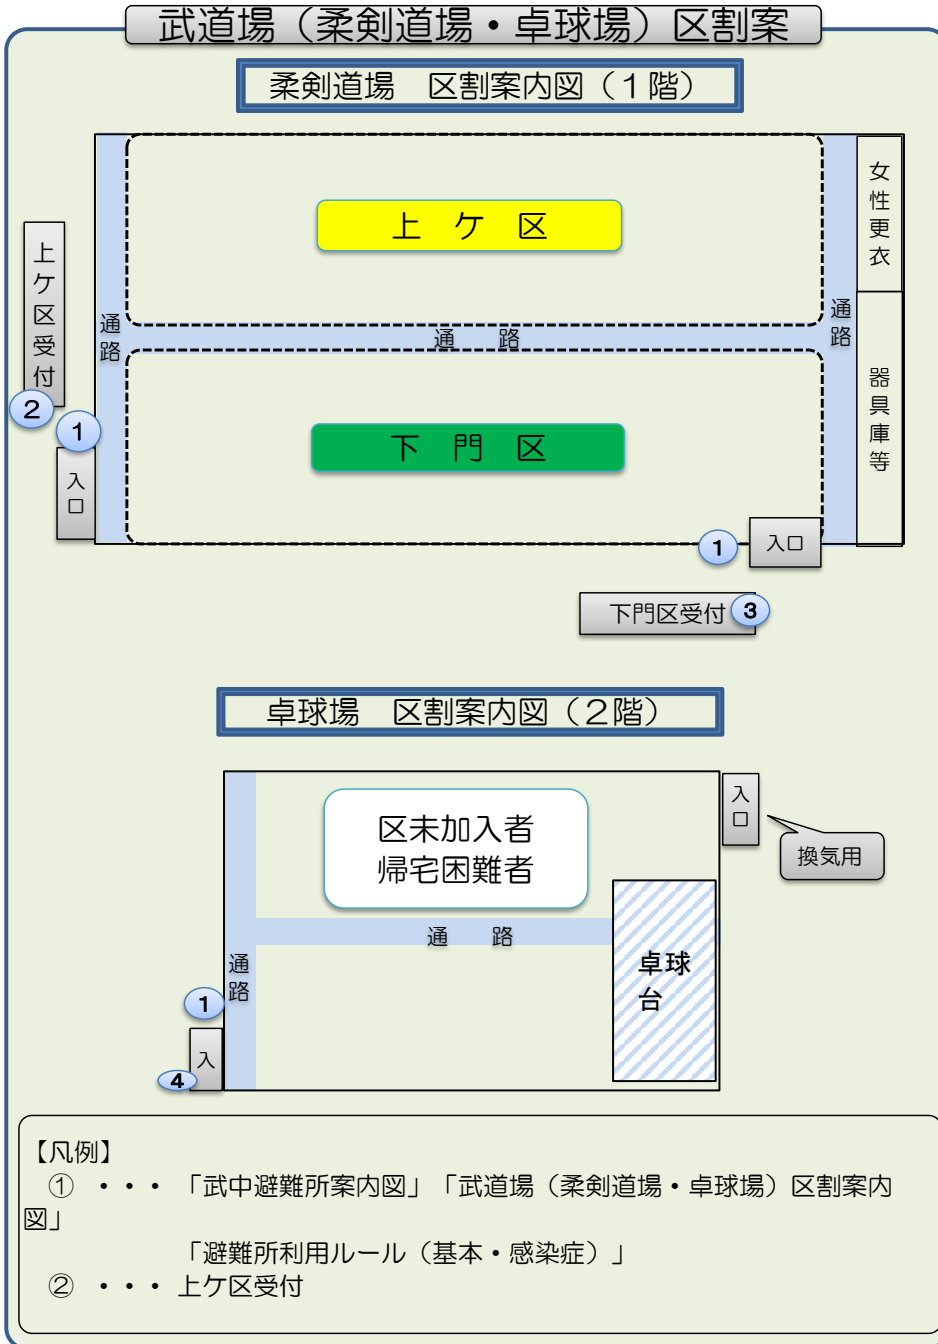 武道場（柔剣道場・卓球場）区割案
柔剣道場　区割案内図（１階）
上　ケ　区
女性更衣
上ケ区受付
通路
通　　路
通路
器具庫等
②
①
下　門　区
入口
①
入口
下門区受付
③
卓球場　区割案内図（２階）
区未加入者
帰宅困難者
入口
換気用
通　　路
通路
卓球
台
①
入
④
【凡例】
①　・・・　「武中避難所案内図」「武道場（柔剣道場・卓球場）区割案内
図」
「避難所利用ルール（基本・感染症）」
②　・・・ 上ケ区受付